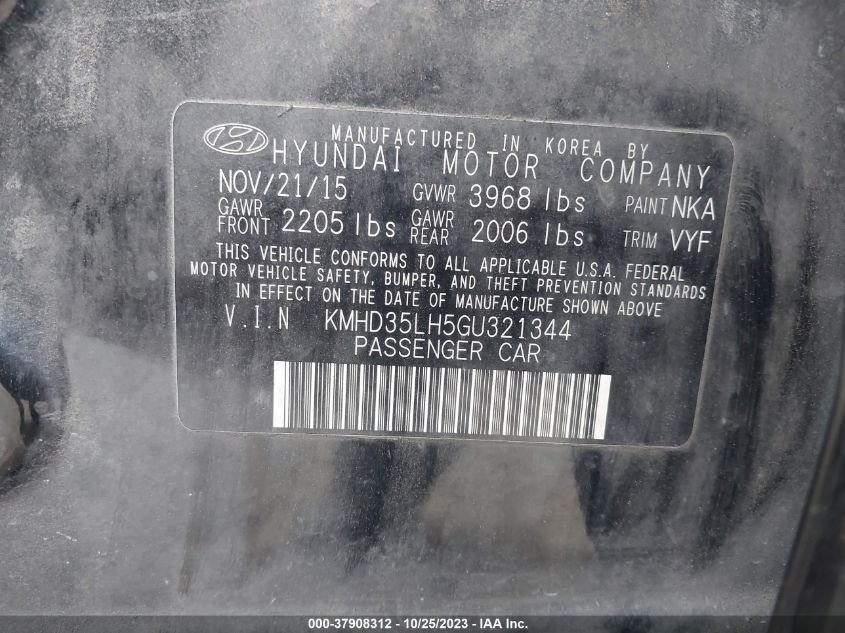 MANUFACTURED IN KOREA BY
HYUNDAI MOTOR COMPANY
NOV/21/15 GVWR 3968 lbs PAINT NKA
GAWR FRONT 2205 lbs GAWR REAR 2006 lbs TRIM VYF
THIS VEHICLE CONFORMS TO ALL APPLICABLE U.S.A. FEDERAL
MOTOR VEHICLE SAFETY, BUMPER, AND THEFT PREVENTION STANDARDS
IN EFFECT ON THE DATE OF MANUFACTURE SHOWN ABOVE
V.I.N KMHD35LH5GU321344
PASSENGER CAR
000-37908312 - 10/25/2023 - IAAI.com